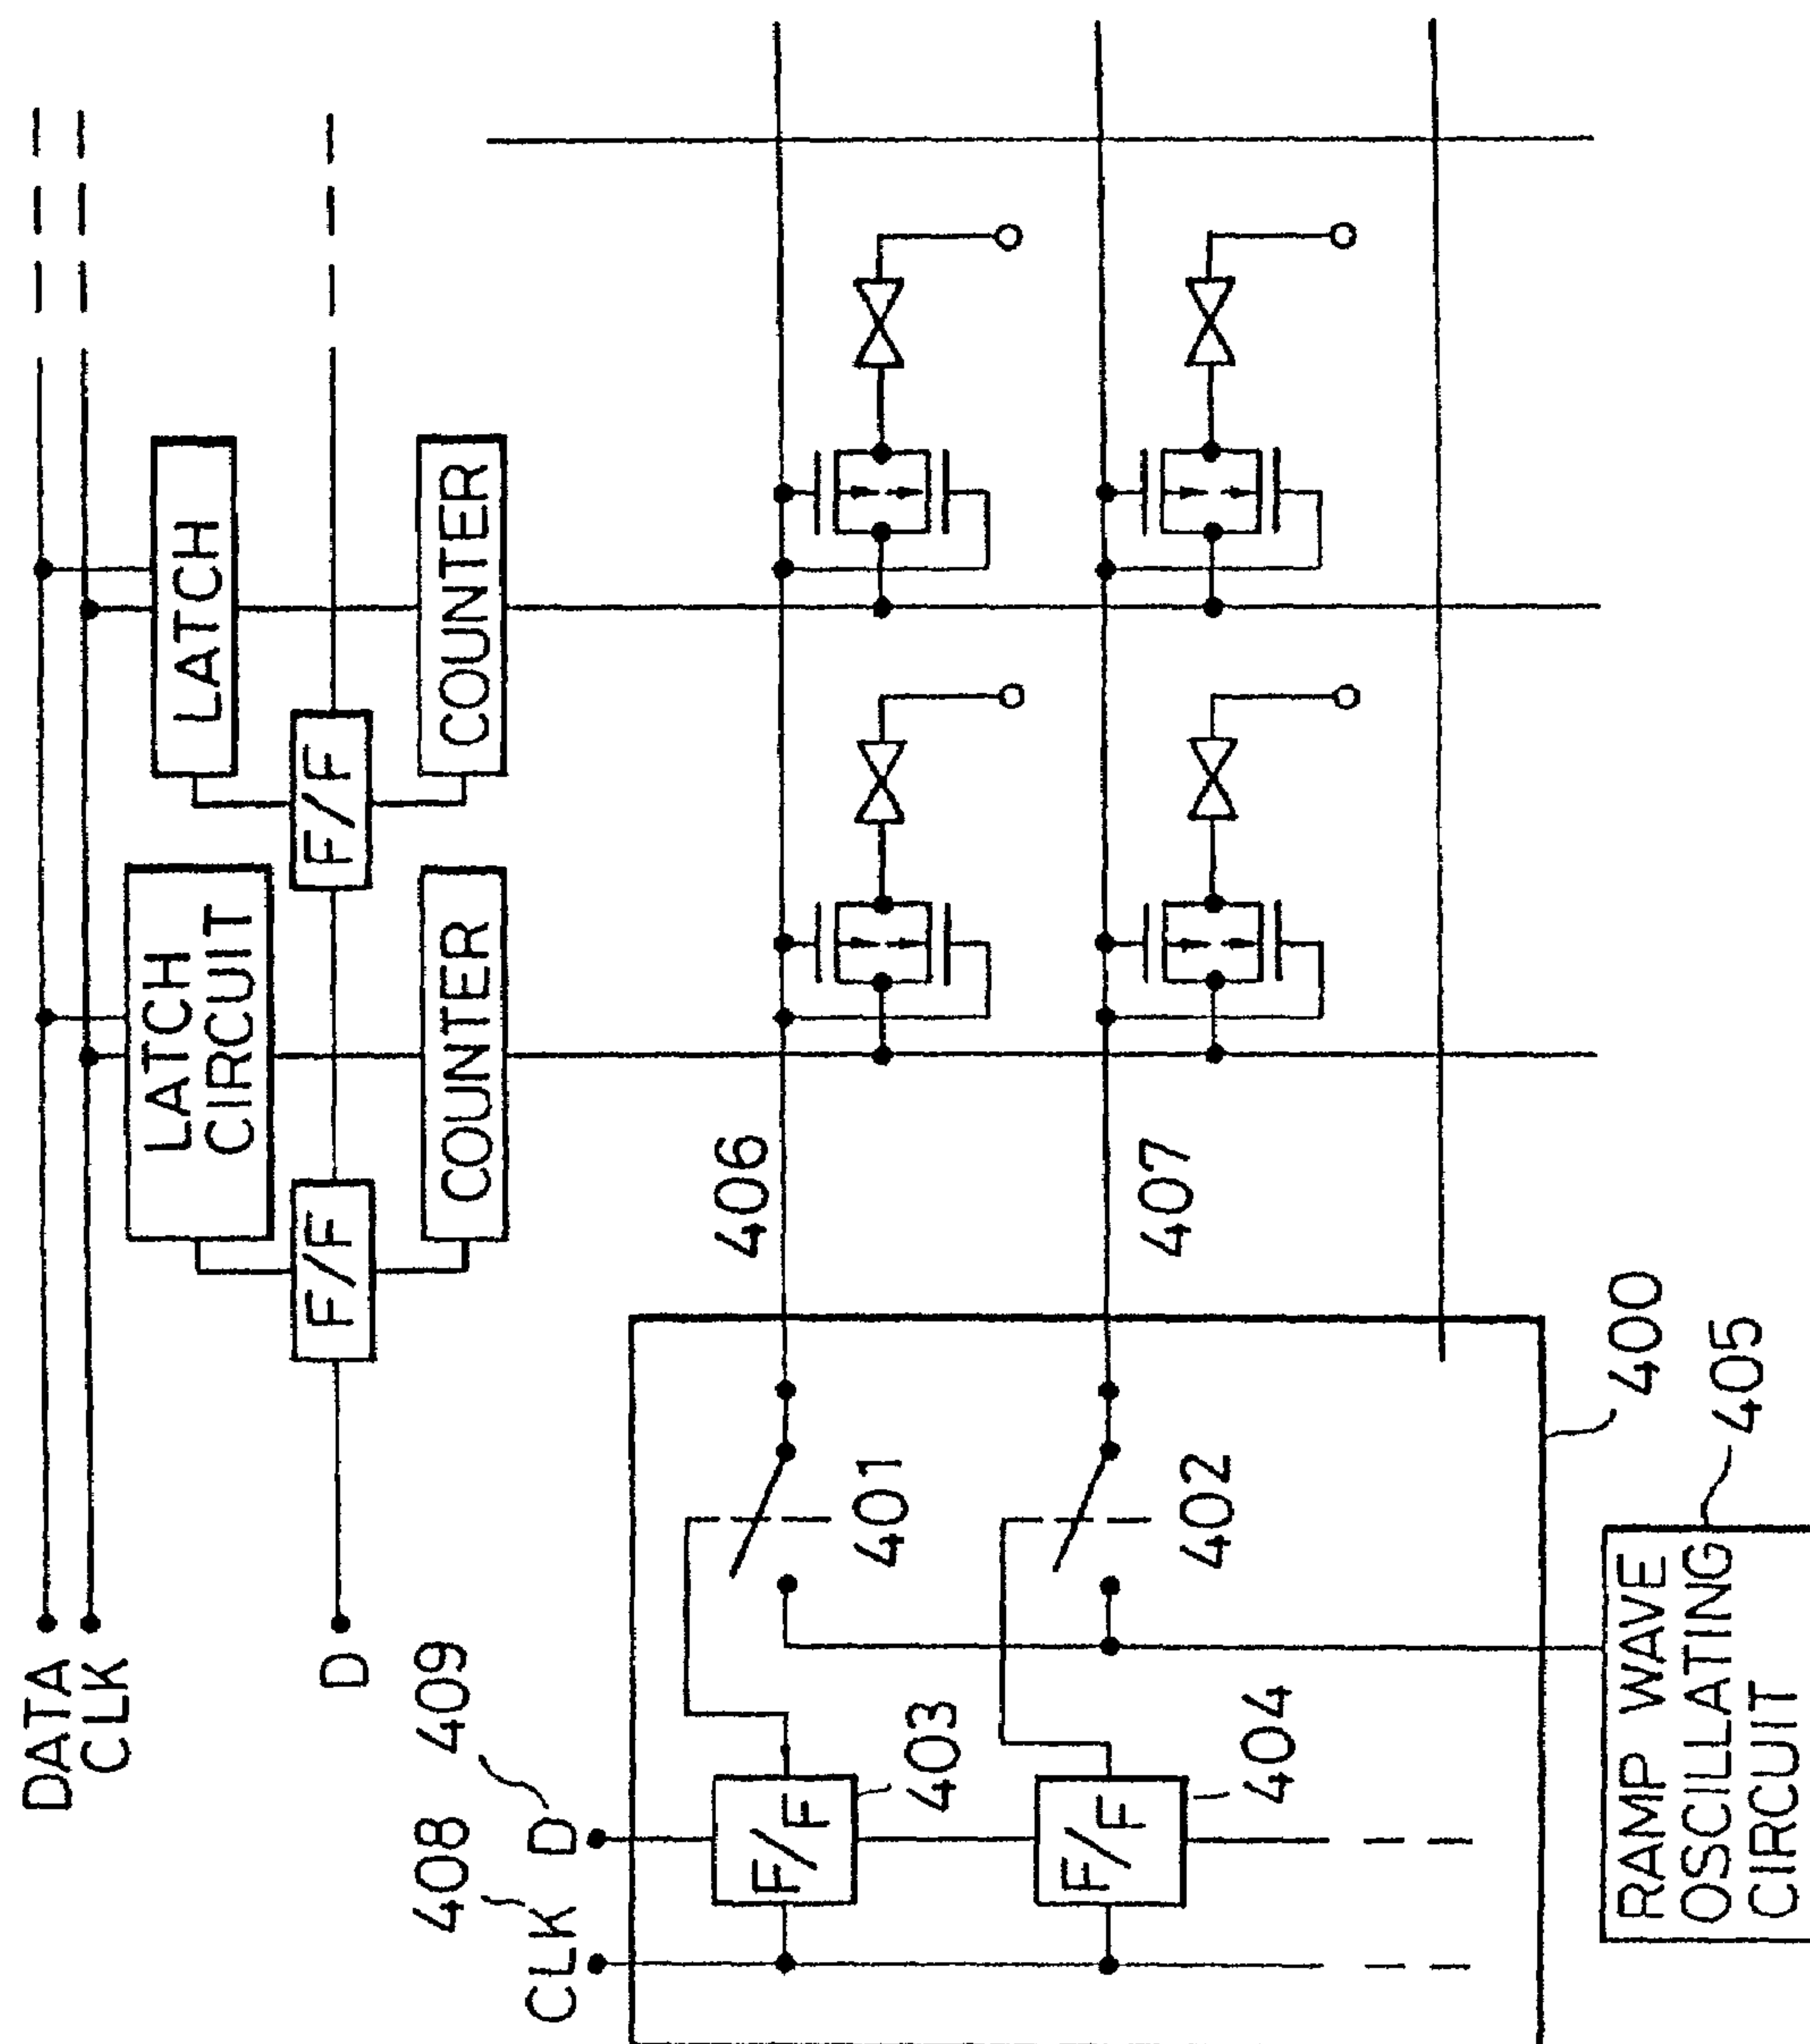 DATA
CLK
D
LATCH
CIRCUIT
LATCH
F/F
F/F
COUNTER
COUNTER
406
407
408
409
CLK
D
F/F
F/F
403
404
401
402
400
405
RAMP WAVE
OSCILLATING
CIRCUIT